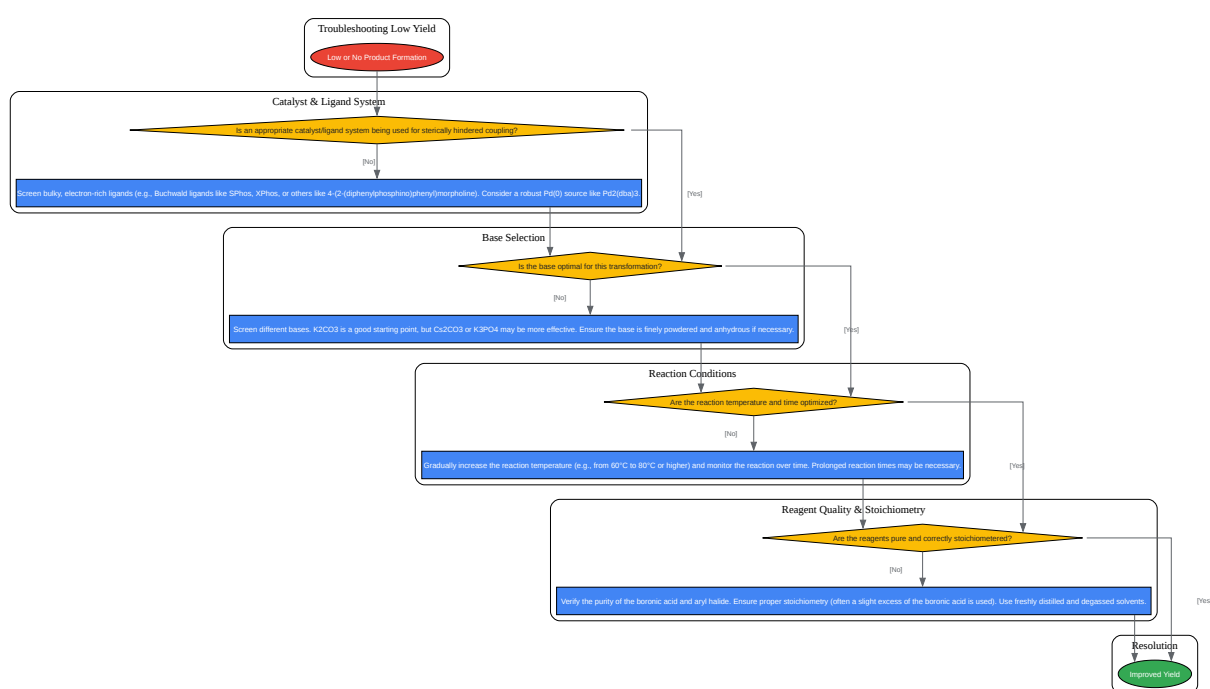 Troubleshooting Low Yield
Low or No Product Formation
Catalyst & Ligand System
Is an appropriate catalyst/ligand system being used for sterically hindered coupling?
[No]
Screen bulky, electron-rich ligands (e.g., Buchwald ligands like SPhos, XPhos, or others like 4-(2-(diphenylphosphino)phenyl)morpholine). Consider a robust Pd(0) source like Pd2(dba)3.
[Yes]
Base Selection
Is the base optimal for this transformation?
[No]
Screen different bases. K2CO3 is a good starting point, but Cs2CO3 or K3PO4 may be more effective. Ensure the base is finely powdered and anhydrous if necessary.
[Yes]
Reaction Conditions
Are the reaction temperature and time optimized?
[No]
Gradually increase the reaction temperature (e.g., from 60°C to 80°C or higher) and monitor the reaction over time. Prolonged reaction times may be necessary.
[Yes]
Reagent Quality & Stoichiometry
Are the reagents pure and correctly stoichiometered?
[No]
Verify the purity of the boronic acid and aryl halide. Ensure proper stoichiometry (often a slight excess of the boronic acid is used). Use freshly distilled and degassed solvents.
[Yes
Resolution
Improved Yield